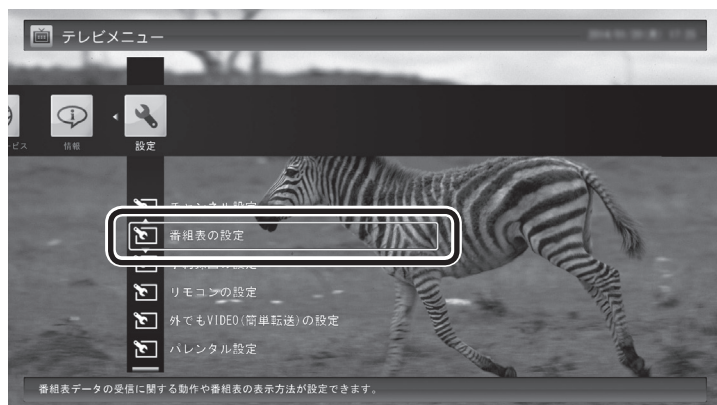 テレビメニュー
情報
設定
番組表の設定
リモコンの設定
外でもVIDEO(簡単転送)の設定
パレンタル設定
番組表データの受信に関する動作や番組表の表示方法が設定できます。